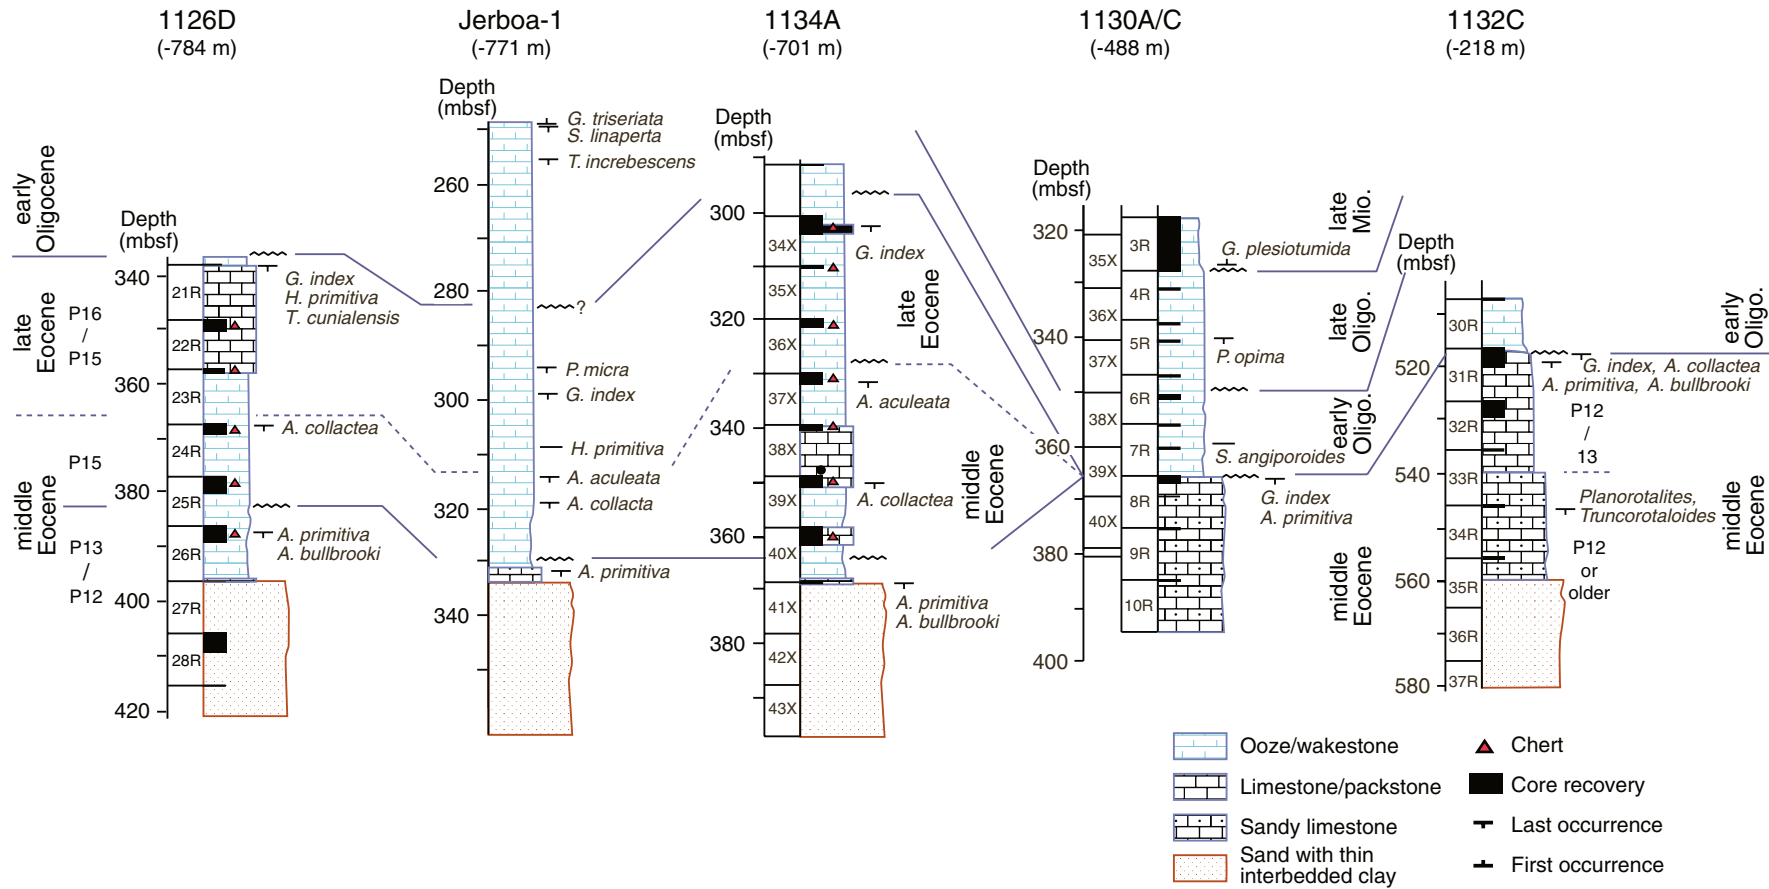 1126D
(-784 m)
Jerboa-1
(-771 m)
1134A
(-701 m)
1130A/C
(-488 m)
1132C
(-218 m)
early
Oligocene
late
Eocene
P16
/
P15
P15
middle
Eocene
P13
/
P12
Depth
(mbsf)
340
360
380
400
420
21R
22R
23R
24R
25R
26R
27R
28R
G. index
H. primitiva
T. cunialensis
A. collactea
A. primitiva
A. bullbrooki
Depth
(mbsf)
260
280
300
320
340
G. triseriata
S. linaperta
T. increbescens
?
P. micra
G. index
H. primitiva
A. aculeata
A. collacta
A. primitiva
Depth
(mbsf)
300
320
340
360
380
34X
35X
36X
37X
38X
39X
40X
41X
42X
43X
G. index
late
Eocene
A. aculeata
A. collactea
middle
Eocene
A. primitiva
A. bullbrooki
Depth
(mbsf)
320
340
360
380
400
35X
36X
37X
38X
39X
40X
3R
4R
5R
6R
7R
8R
9R
10R
late
Mio.
G. plesiotumida
late
Oligo.
P. opima
early
Oligo.
S. angiporoides
G. index
A. primitiva
middle
Eocene
Depth
(mbsf)
520
540
560
580
30R
31R
32R
33R
34R
35R
36R
37R
early
Oligo.
G. index, A. collactea
A. primitiva, A. bullbrooki
P12
/
13
Planorotalites,
Truncorotaloides
P12
or
older
middle
Eocene
Ooze/wakestone
Limestone/packstone
Sandy limestone
Sand with thin
interbedded clay
Chert
Core recovery
Last occurrence
First occurrence